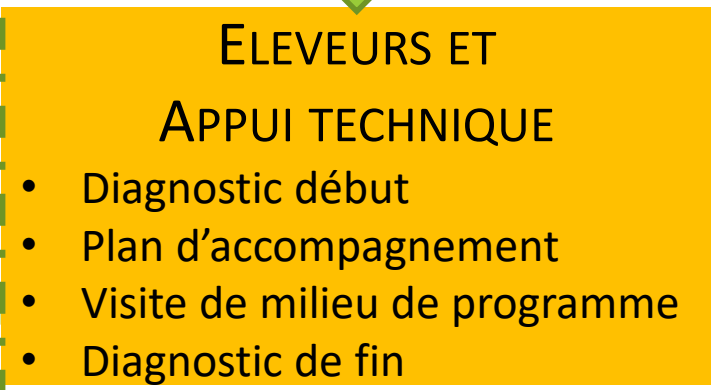 ELEVEURS ET
APPUI TECHNIQUE
• Diagnostic début
• Plan d’accompagnement
• Visite de milieu de programme
• Diagnostic de fin